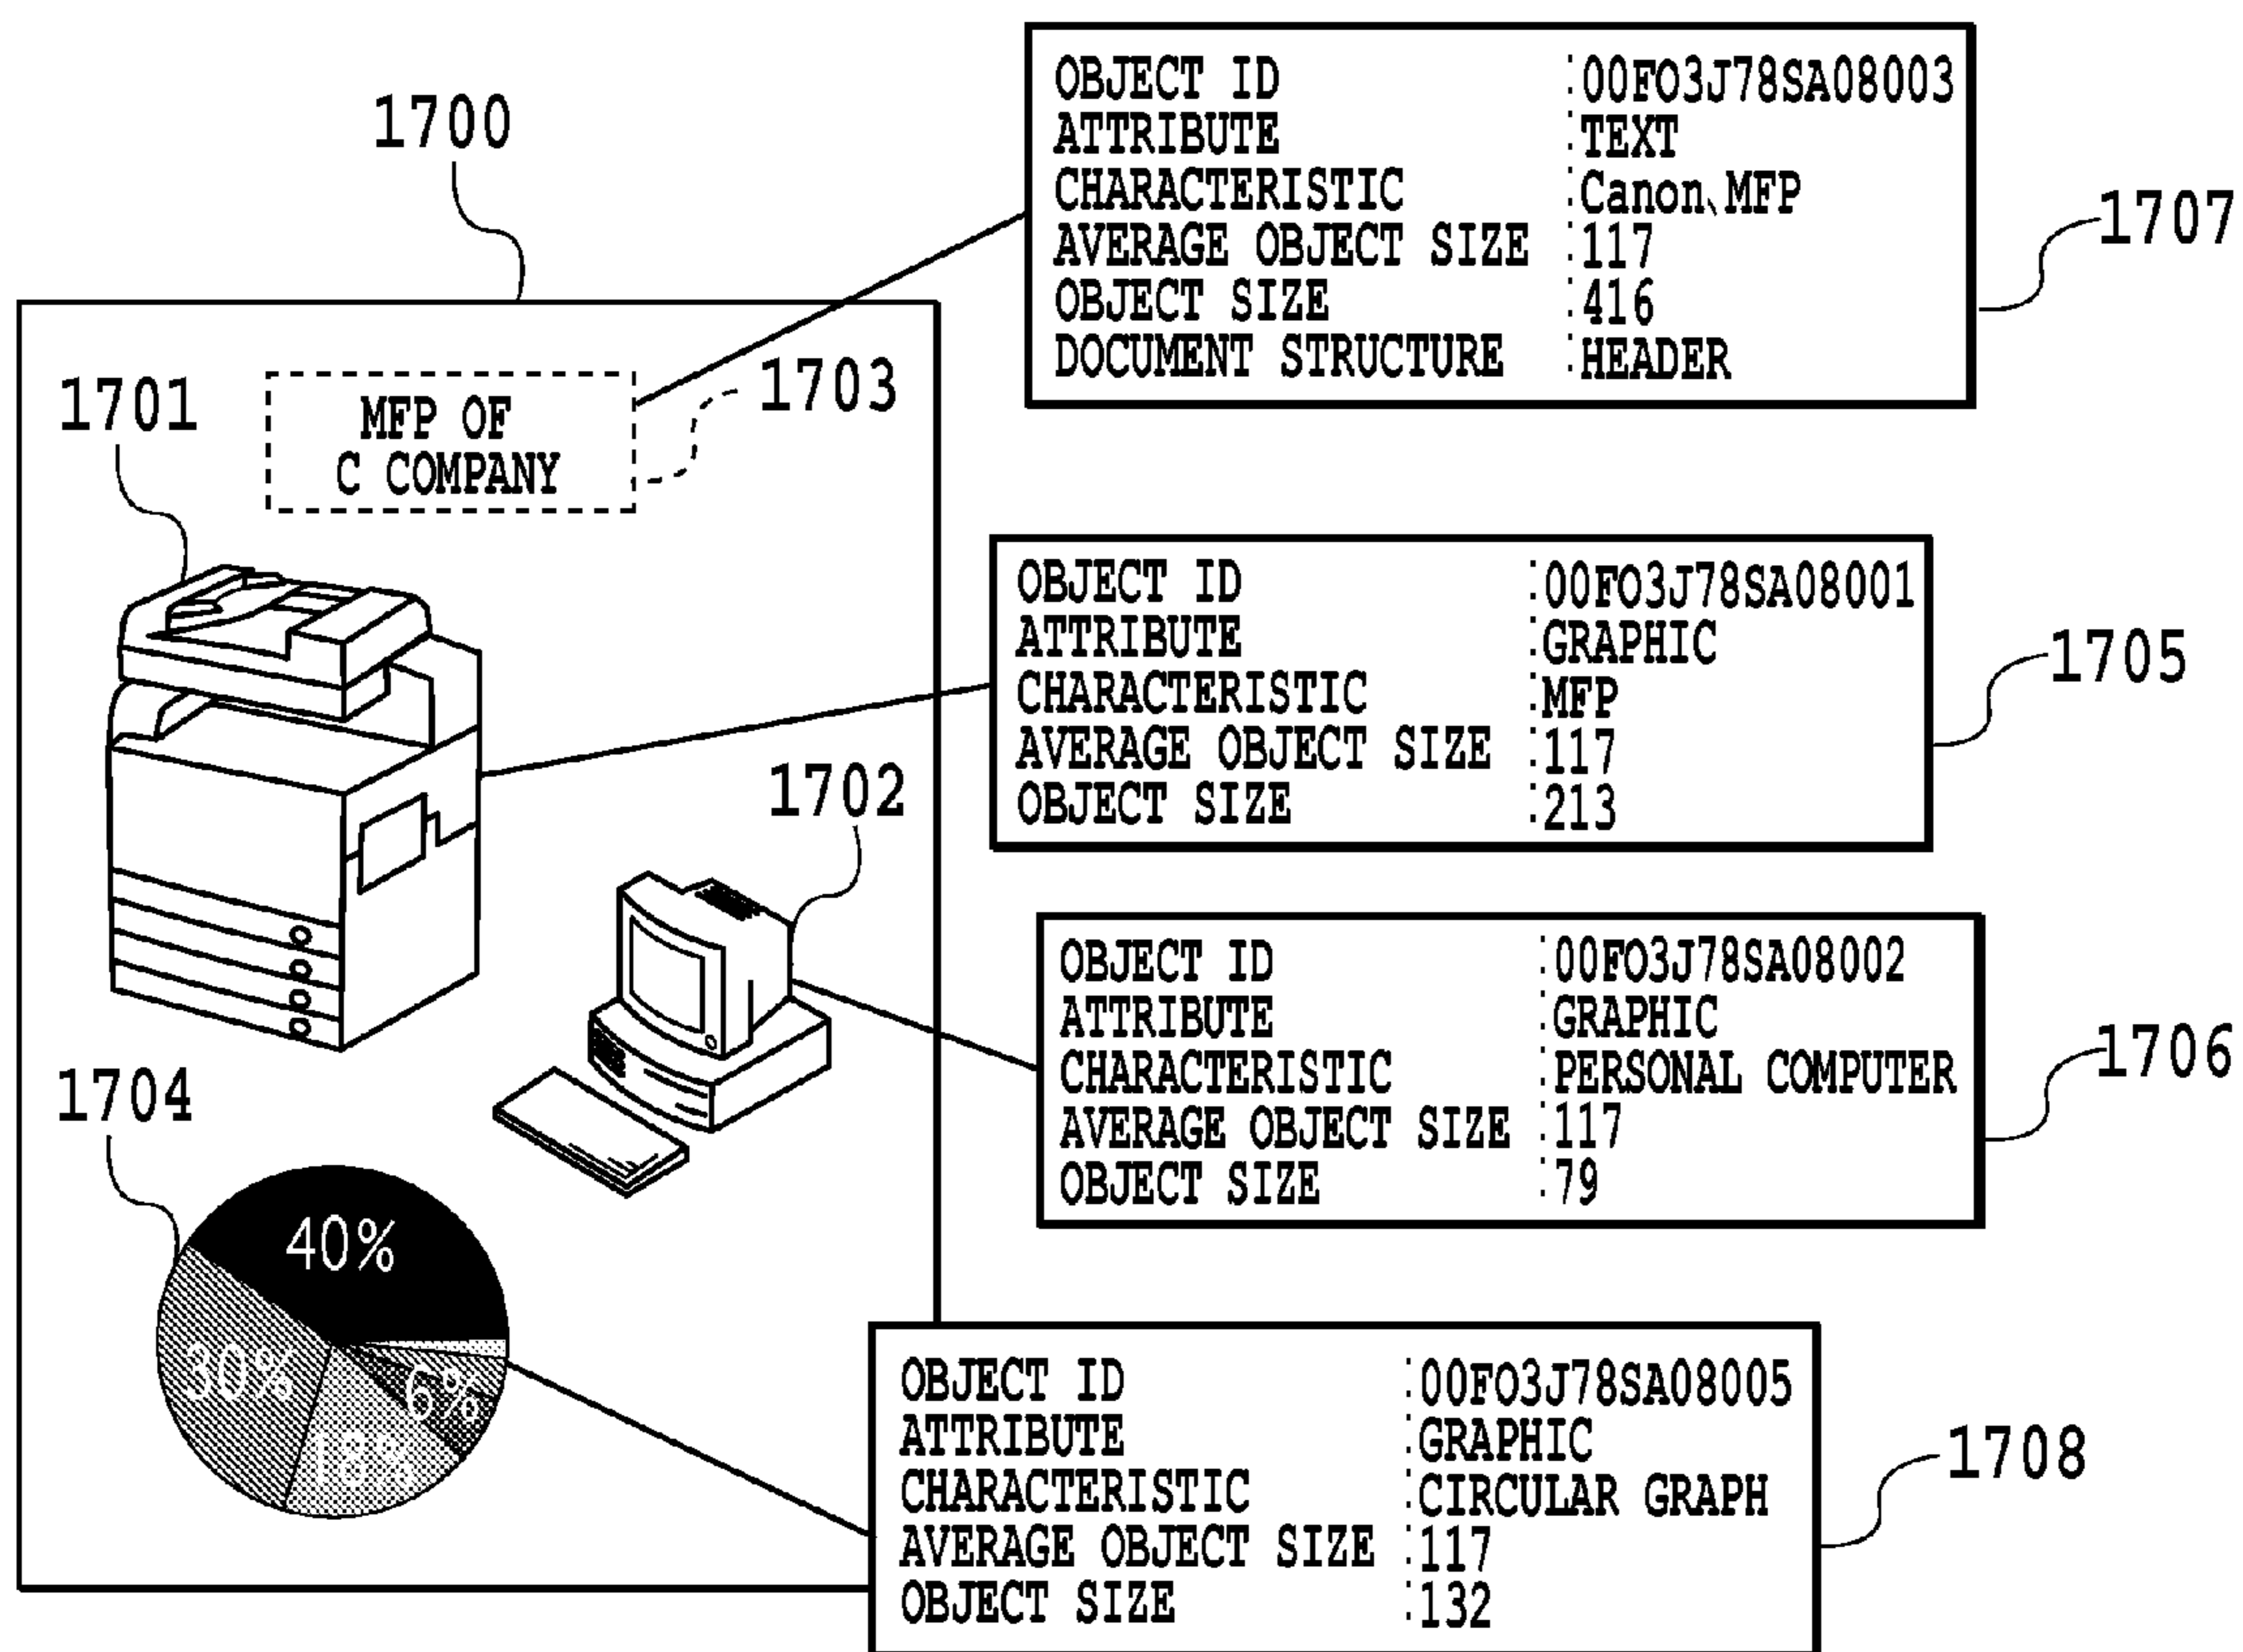 1700
OBJECT ID :00FO3J78SA08003
ATTRIBUTE :TEXT
CHARACTERISTIC :Canon、MFP
AVERAGE OBJECT SIZE :117
OBJECT SIZE :416
DOCUMENT STRUCTURE :HEADER
1707
1701
MFP OF
C COMPANY
1703
OBJECT ID :00FO3J78SA08001
ATTRIBUTE :GRAPHIC
CHARACTERISTIC :MFP
AVERAGE OBJECT SIZE :117
OBJECT SIZE :213
1705
1702
OBJECT ID :00FO3J78SA08002
ATTRIBUTE :GRAPHIC
CHARACTERISTIC :PERSONAL COMPUTER
AVERAGE OBJECT SIZE :117
OBJECT SIZE :79
1706
1704
40%
30%
6%
18%
OBJECT ID :00FO3J78SA08005
ATTRIBUTE :GRAPHIC
CHARACTERISTIC :CIRCULAR GRAPH
AVERAGE OBJECT SIZE :117
OBJECT SIZE :132
1708